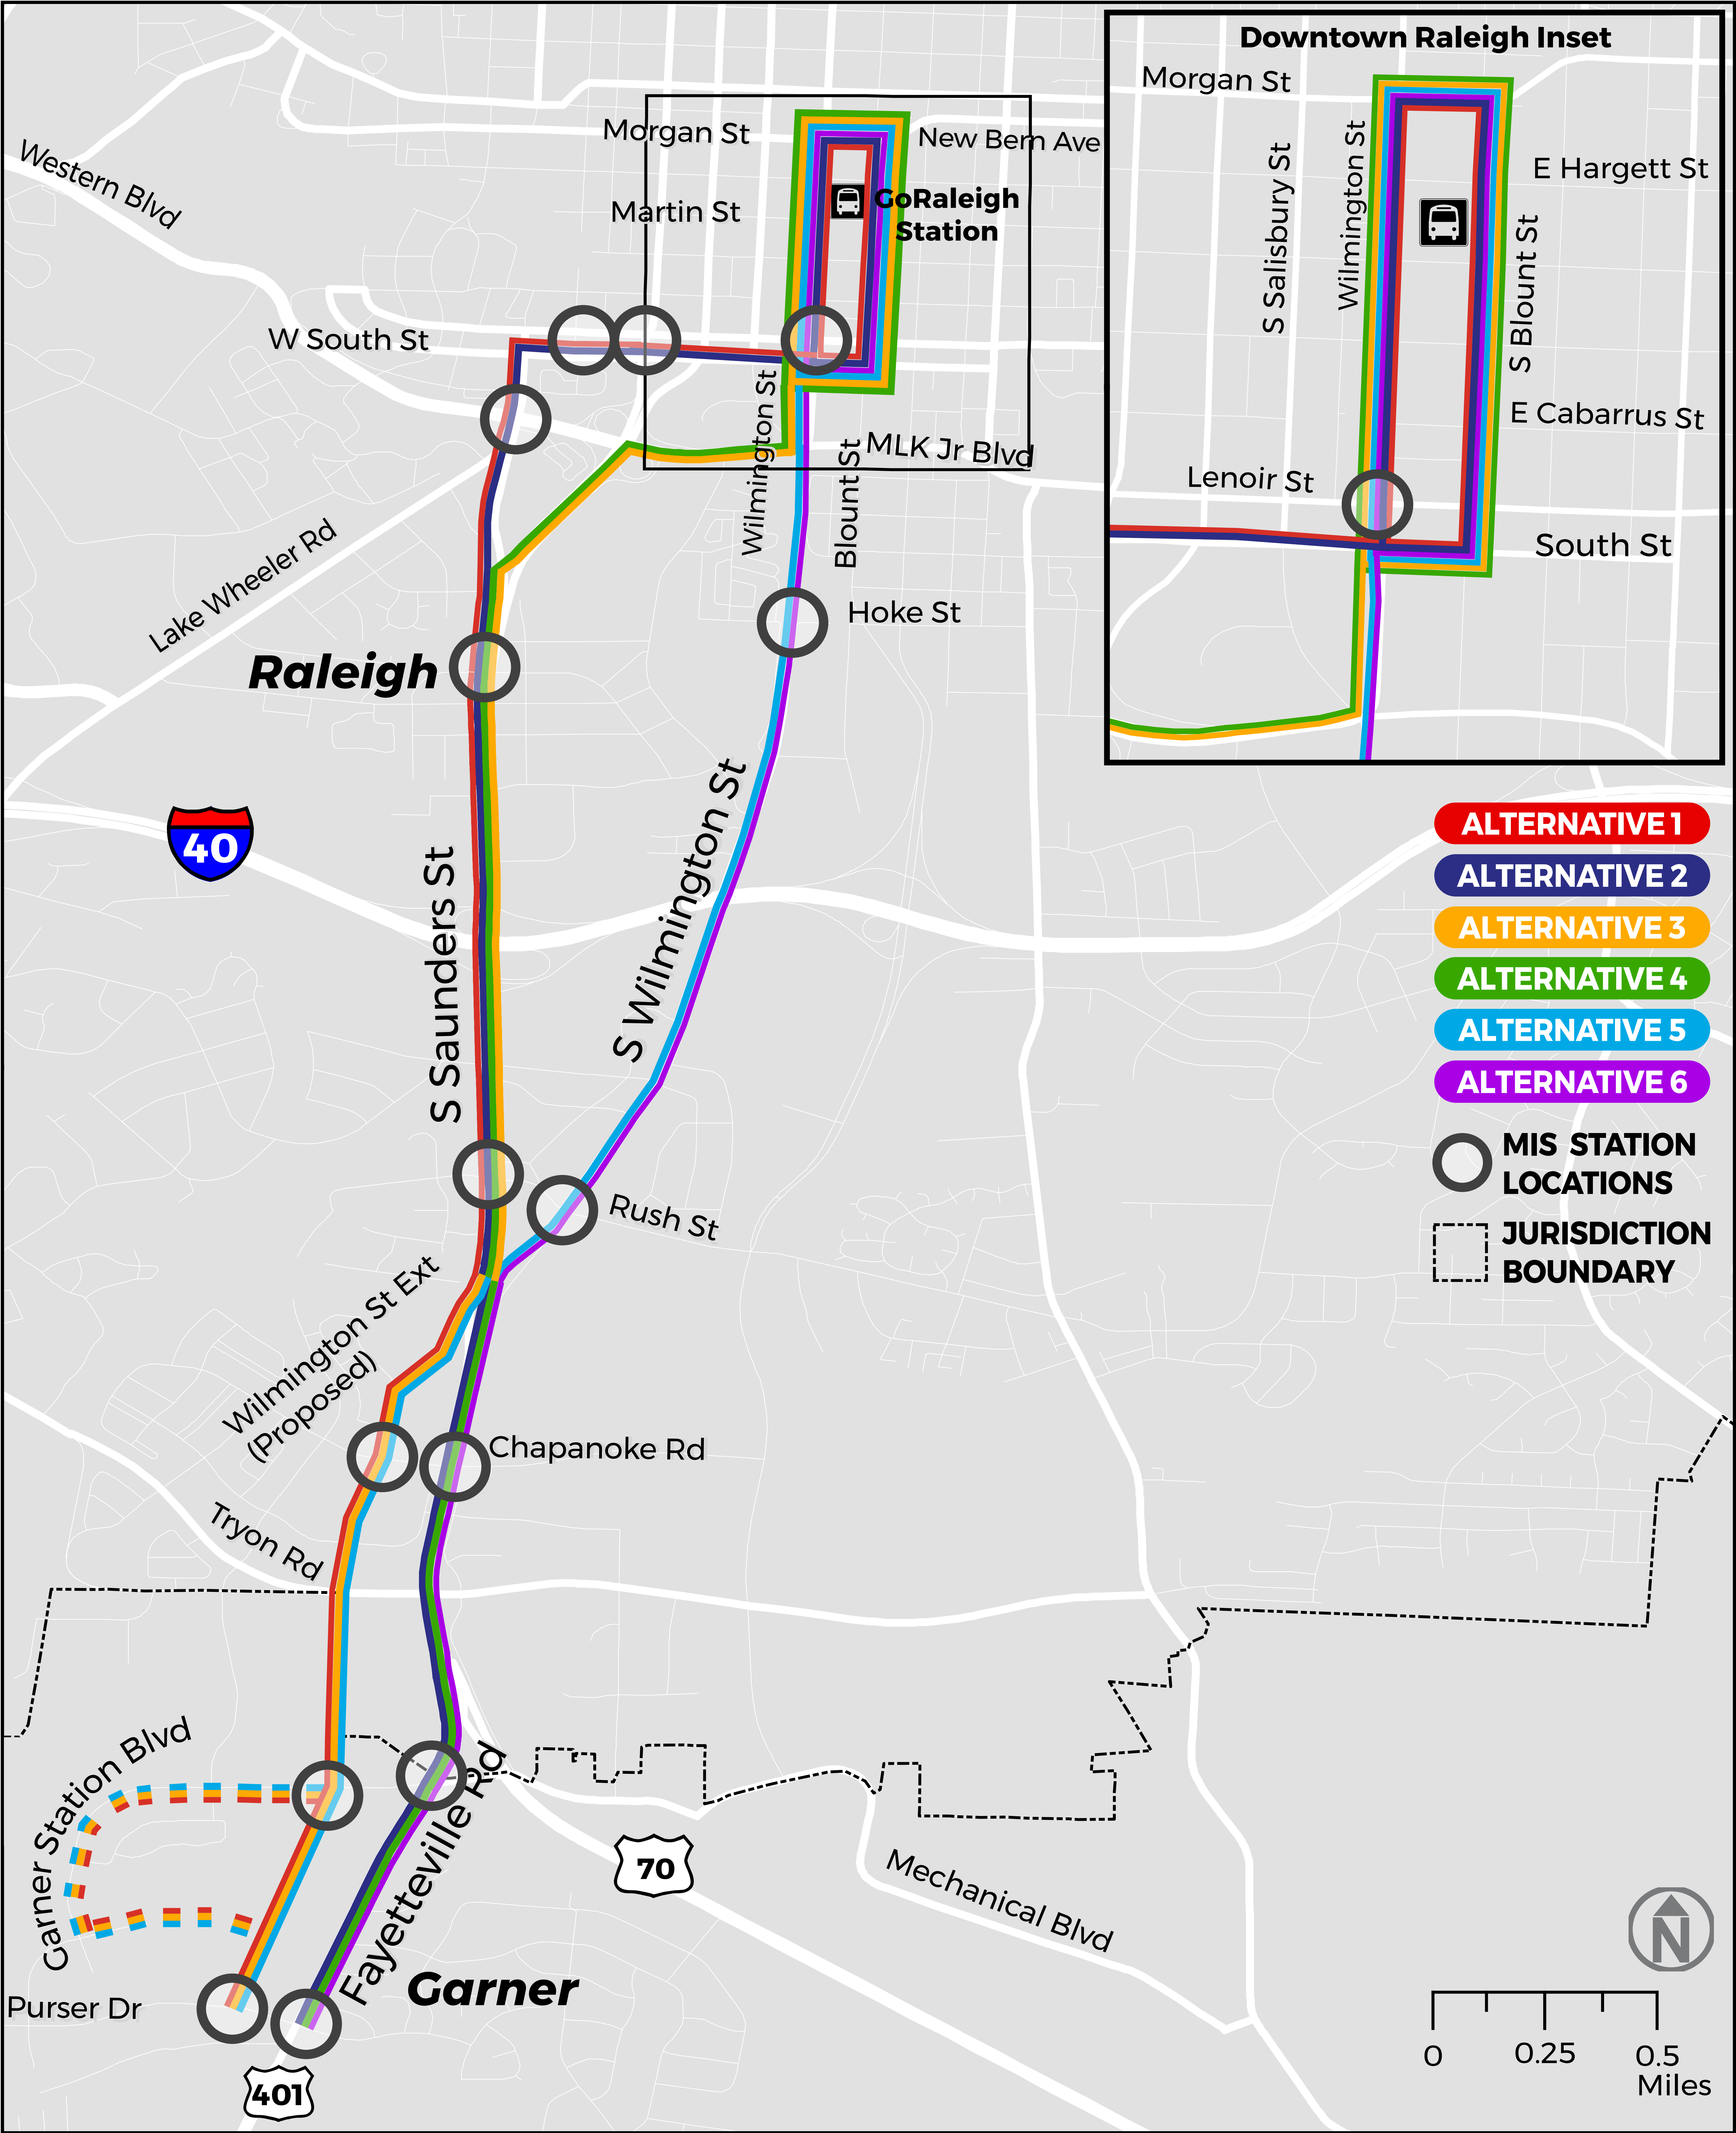 Downtown Raleigh Inset
Morgan St
S Salisbury St
Wilmington St
E Hargett St
S Blount St
E Cabarrus St
Lenoir St
South St
Morgan St
New Bern Ave
Western Blvd
Martin St
GoRaleigh
Station
W South St
Wilmington St
MLK Jr Blvd
Blount St
Lake Wheeler Rd
Hoke St
Raleigh
40
S Saunders St
S Wilmington St
ALTERNATIVE 1
ALTERNATIVE 2
ALTERNATIVE 3
ALTERNATIVE 4
ALTERNATIVE 5
ALTERNATIVE 6
MIS STATION
LOCATIONS
JURISDICTION
BOUNDARY
Rush St
Wilmington St Ext
(Proposed)
Chapanoke Rd
Tryon Rd
Garner Station Blvd
Fayetteville Rd
70
Mechanical Blvd
Garner
Purser Dr
401
N
0
0.25
0.5
Miles